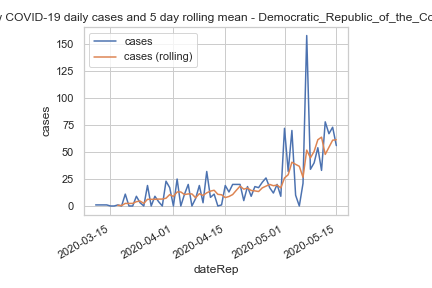 COVID-19 daily cases and 5 day rolling mean - Democratic_Republic_of_the_
cases
cases (rolling)
150
125
100
75
50
25
0
cases
2020-03-15
2020-04-01
2020-04-15
2020-05-01
2020-05-15
dateRep